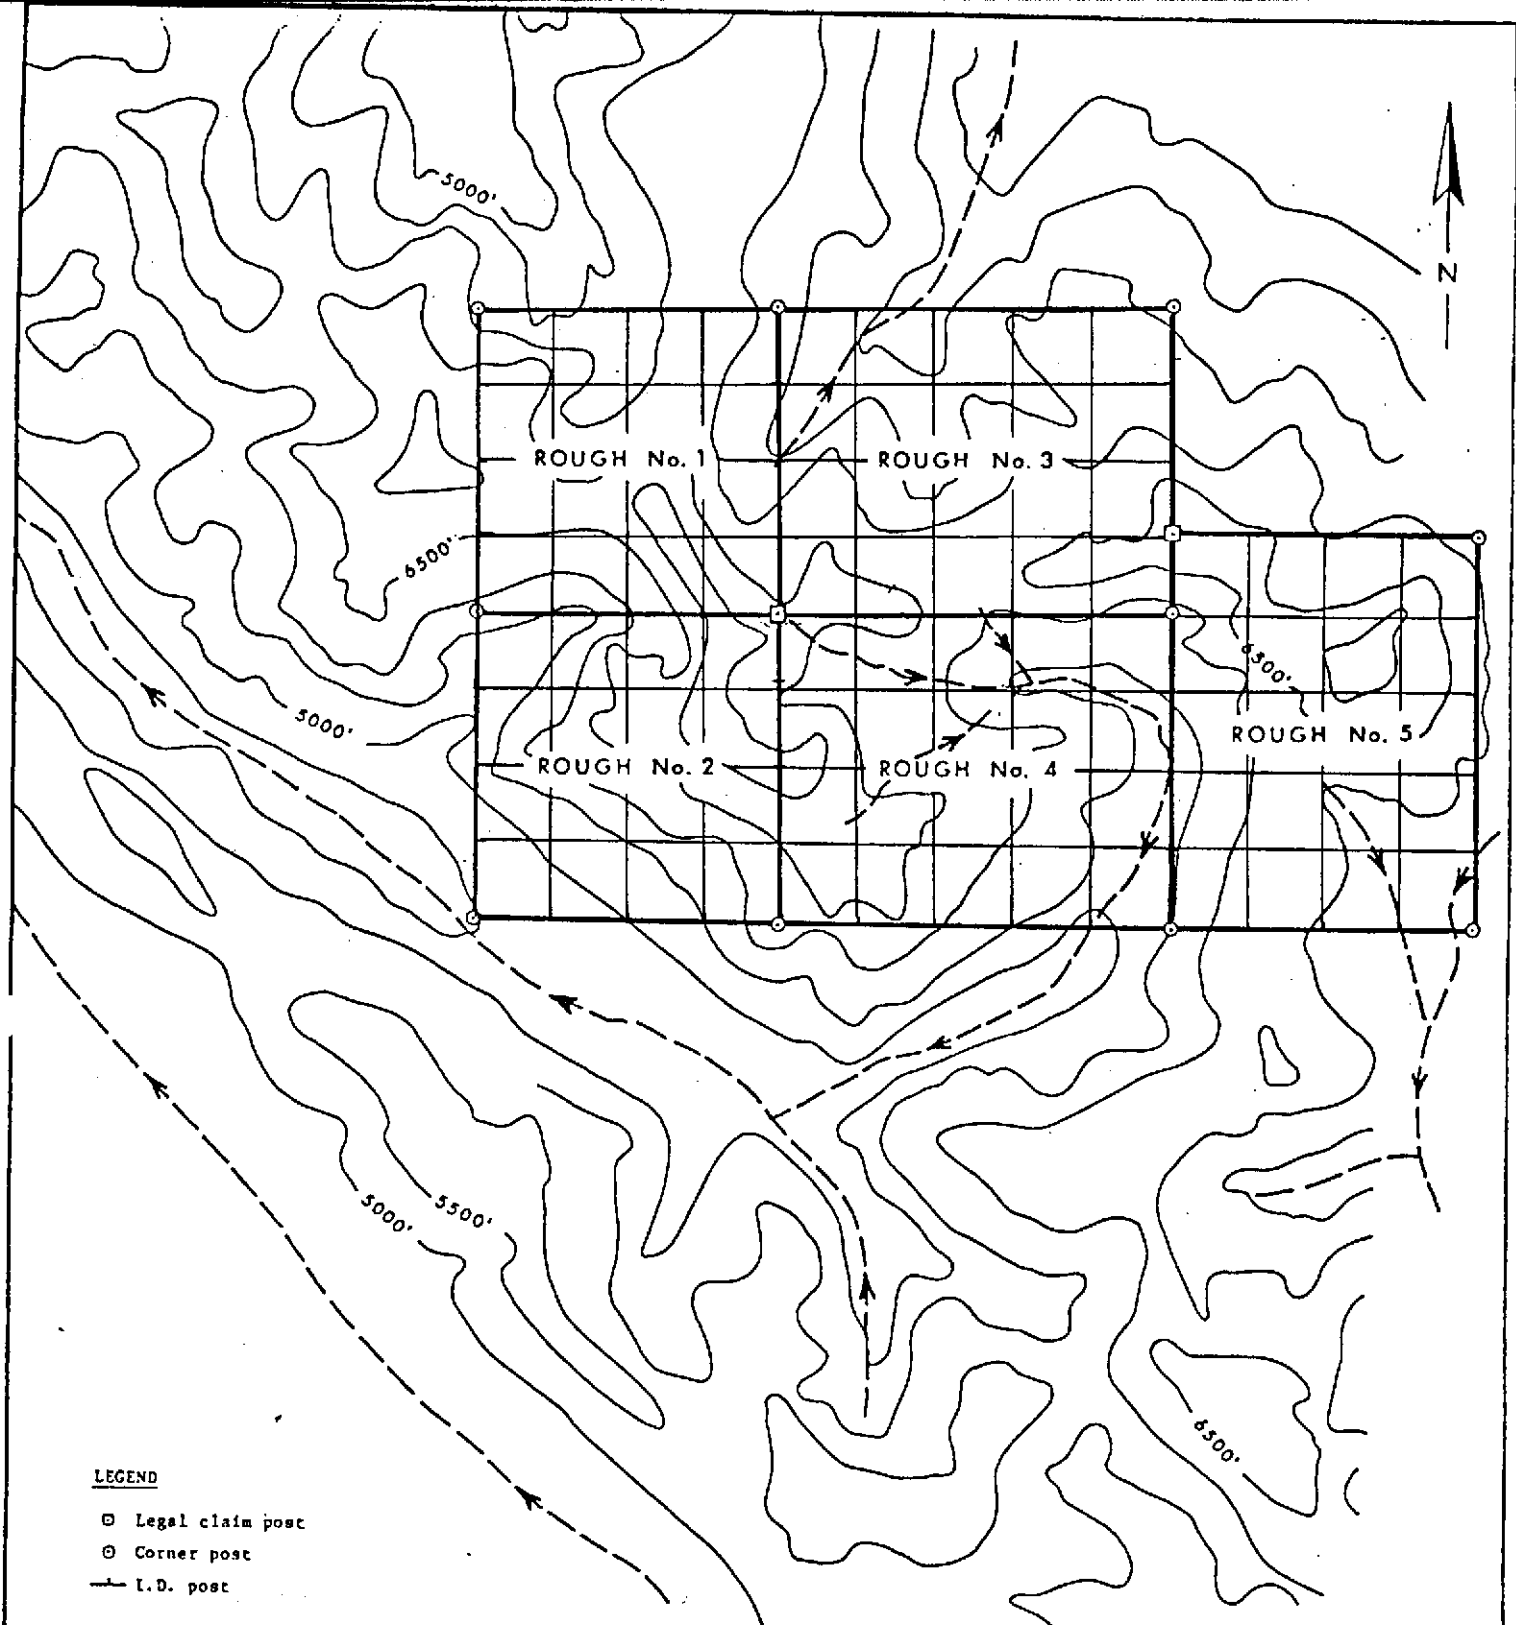 5000'
N
ROUGH No. 1
ROUGH No. 3
6500'
6500'
5000'
ROUGH No. 5
ROUGH No. 2
ROUGH No. 4
5000'
5500'
6500'
LEGEND
Legal claim post
Corner post
I.D. post